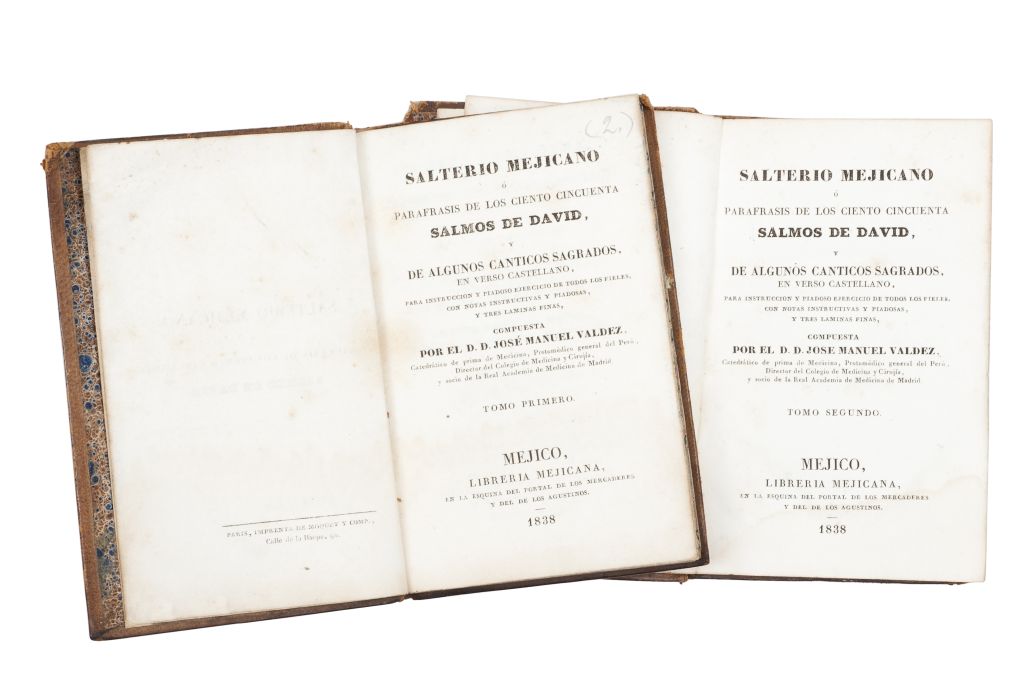 PARIS, IMPRENTA DE MOQUET Y COMP.,
Calle de la Harpe, 90.
(2.)
SALTERIO MEJICANO
Ó
PARAFRASIS DE LOS CIENTO CINCUENTA
SALMOS DE DAVID,
Y
DE ALGUNOS CANTICOS SAGRADOS,
EN VERSO CASTELLANO,
PARA INSTRUCCION Y PIADOSO EJERCICIO DE TODOS LOS FIELES,
CON NOTAS INSTRUCTIVAS Y PIADOSAS,
Y TRES LAMINAS FINAS,
COMPUESTA
POR EL D. D. JOSÉ MANUEL VALDEZ,
Catedrático de prima de Mecicina, Protomédico general del Perú,
Director del Colegio de Medicina y Cirujía,
y socio de la Real Academia de Medicina de Madrid
TOMO PRIMERO.
MEJICO,
LIBRERIA MEJICANA,
EN LA ESQUINA DEL PORTAL DE LOS MERCADERES
Y DEL DE LOS AGUSTINOS.
1838
SALTERIO MEJICANO
Ó
PARAFRASIS DE LOS CIENTO CINCUENTA
SALMOS DE DAVID,
Y
DE ALGUNOS CANTICOS SAGRADOS,
EN VERSO CASTELLANO,
PARA INSTRUCCION Y PIADOSO EJERCICIO DE TODOS LOS FIELES,
CON NOTAS INSTRUCTIVAS Y PIADOSAS,
Y TRES LAMINAS FINAS,
COMPUESTA
POR EL D. D. JOSE MANUEL VALDEZ,
Catedrático de prima de Mecicina, Protomédico general del Perú,
Director del Colegio de Medicina y Cirujía,
y socio de la Real Academia de Medicina de Madrid
TOMO SEGUNDO.
MEJICO,
LIBRERIA MEJICANA,
EN LA ESQUINA DEL PORTAL DE LOS MERCADERES
Y DEL DE LOS AGUSTINOS.
1838